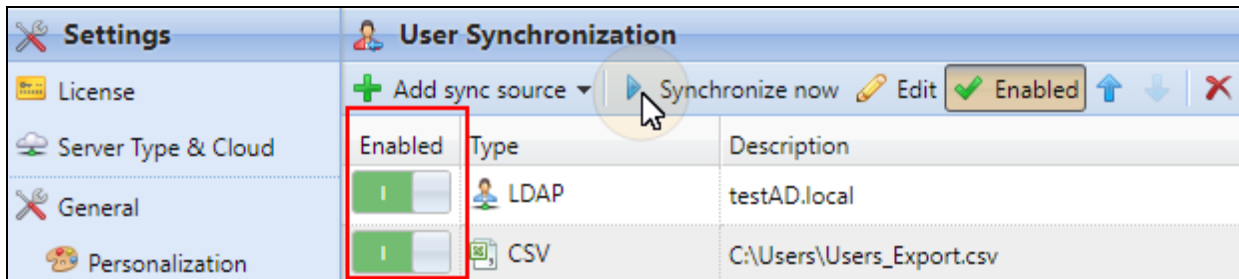 Settings
User Synchronization
License
Add sync source
Synchronize now
Edit
Enabled
Server Type & Cloud
Enabled
Type
Description
LDAP
testAD.local
General
CSV
C:\Users\Users_Export.csv
Personalization